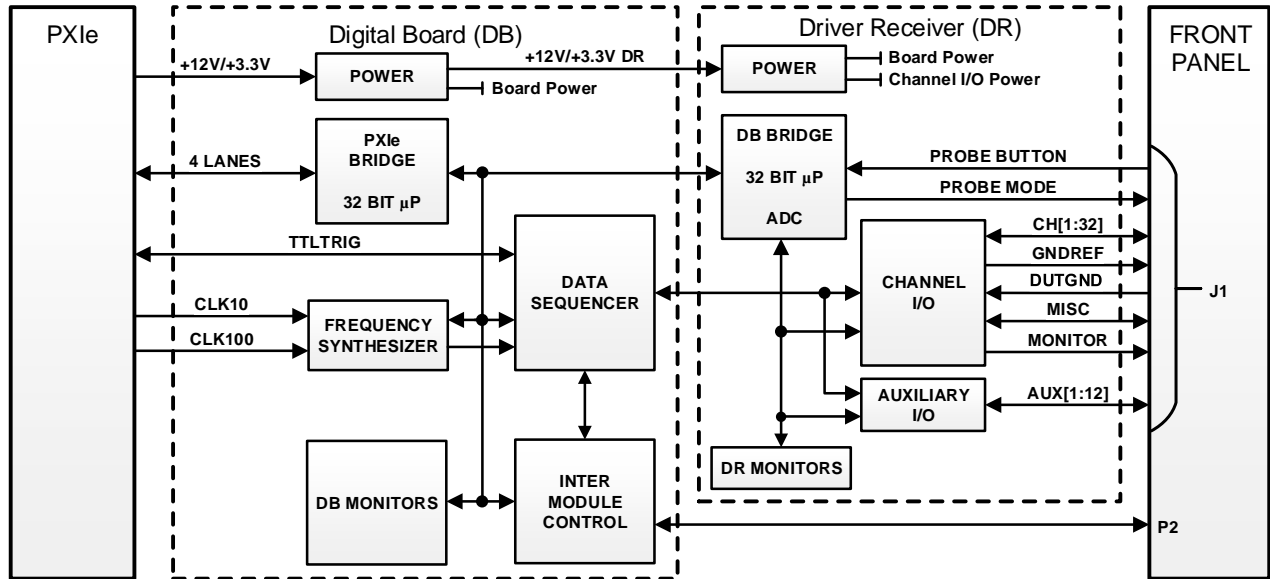 PXIe
Digital Board (DB)
Driver Receiver (DR)
FRONT
PANEL
+12V/+3.3V
POWER
+12V/+3.3V DR
Board Power
POWER
Board Power
Channel I/O Power
4 LANES
PXIe
BRIDGE
32 BIT µP
DB BRIDGE
32 BIT µP
ADC
PROBE BUTTON
PROBE MODE
TTLTRIG
DATA
SEQUENCER
CHANNEL
I/O
CH[1:32]
GNDREF
DUTGND
MISC
MONITOR
J1
CLK10
CLK100
FREQUENCY
SYNTHESIZER
AUXILIARY
I/O
AUX[1:12]
DR MONITORS
DB MONITORS
INTER
MODULE
CONTROL
P2